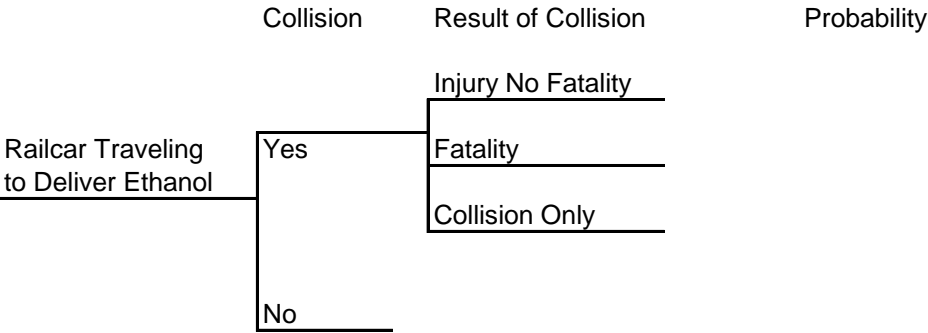 Collision Result of Collision Probability
Injury No Fatality
Railcar Traveling
to Deliver Ethanol
Yes
Fatality
Collision Only
No